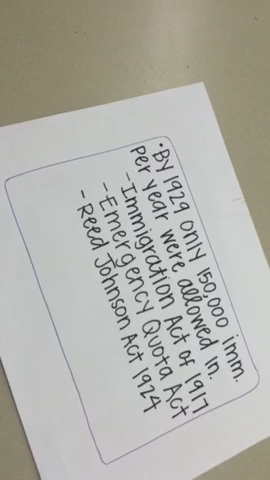 • By 1929 only 150,000 imm.
per year were allowed in.
- Immigration Act of 1917
- Emergency Quota Act
- Reed Johnson Act 1924